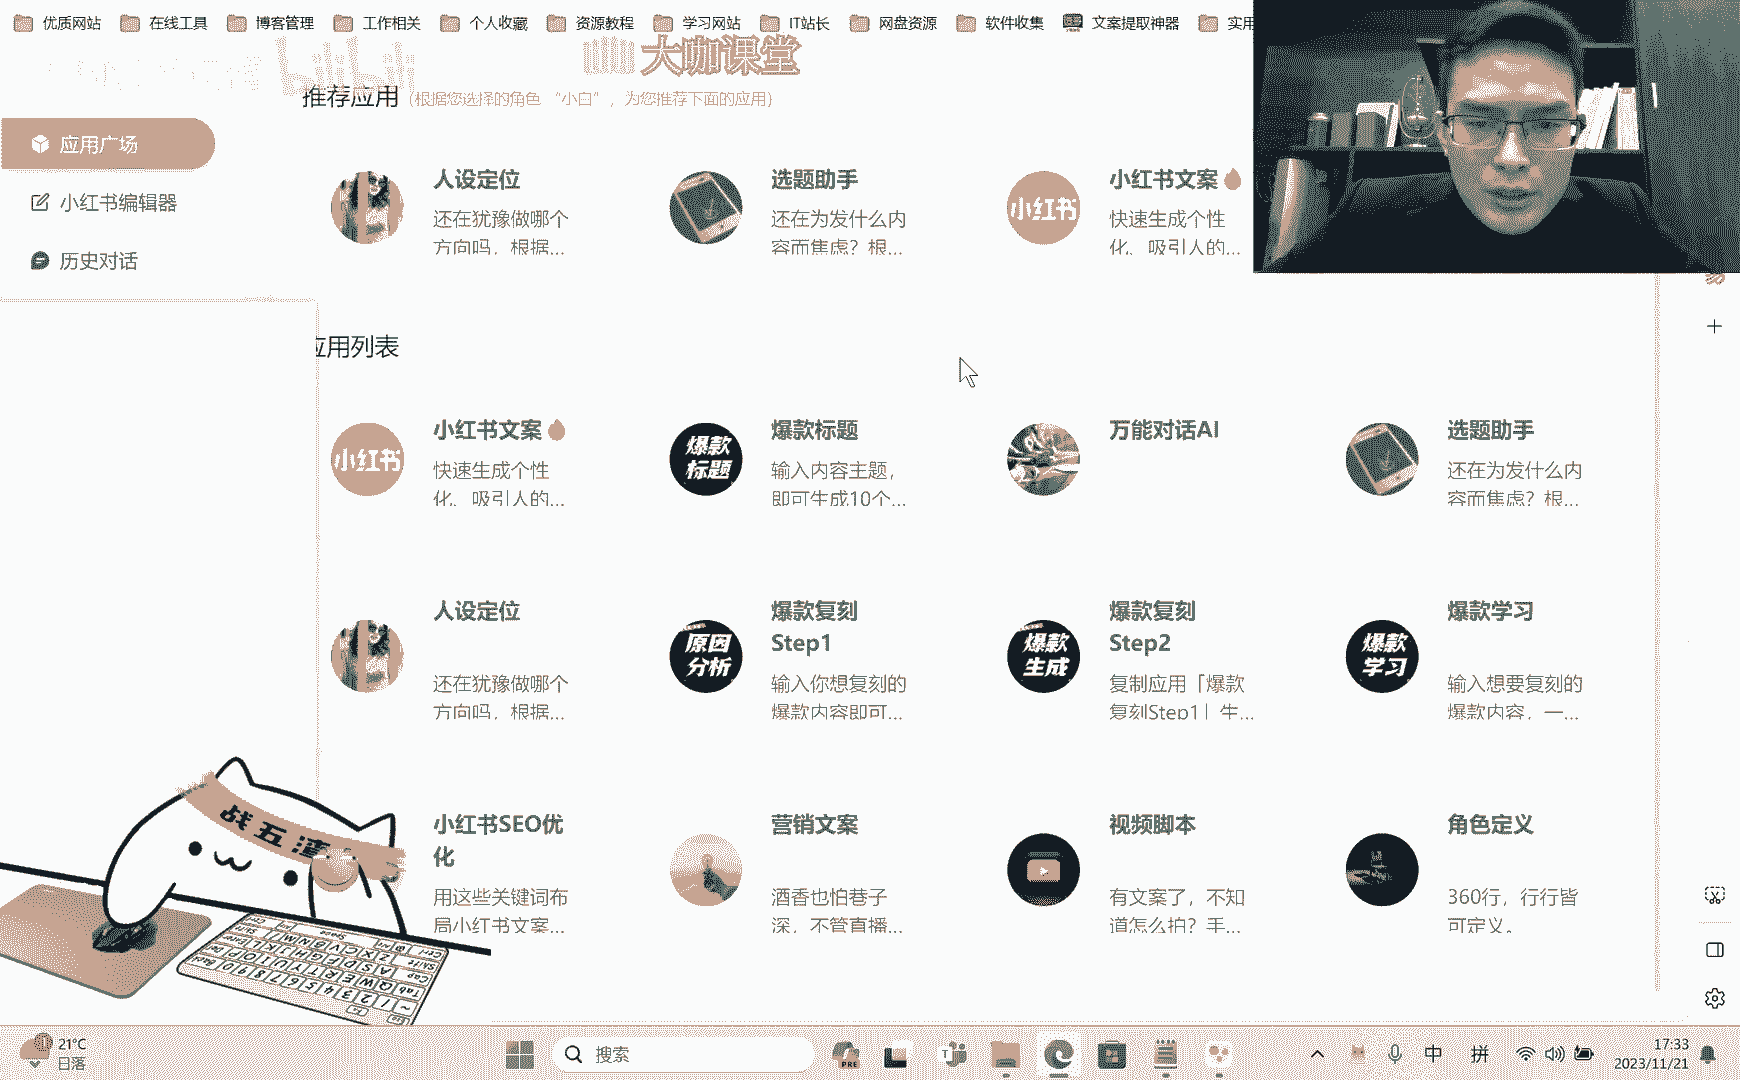 优质网站 在线工具 博客管理 工作相关 个人收藏 资源教程 学习网站 IT站长 网盘资源 软件收集 文案提取神器 实用
bilibili
大咖课堂
推荐应用 (根据您选择的角色 “小白”，为您推荐下面的应用)
应用广场
小红书编辑器
历史对话
人设定位
还在犹豫做哪个
方向吗，根据...
选题助手
还在为发什么内
容而焦虑？根...
小红书
小红书文案
快速生成个性
化、吸引人的...
应用列表
小红书
小红书文案
快速生成个性
化、吸引人的...
爆款
标题
爆款标题
输入内容主题，
即可生成10个...
万能对话AI
选题助手
还在为发什么内
容而焦虑？根...
人设定位
还在犹豫做哪个
方向吗，根据...
原因
分析
爆款复刻
Step1
输入你想复刻的
爆款内容即可...
爆款
生成
爆款复刻
Step2
复制应用「爆款
复刻Step1」生...
爆款
学习
爆款学习
输入想要复刻的
爆款内容，一...
小红书SEO优
化
用这些关键词布
局小红书文案...
营销文案
酒香也怕巷子
深，不管直播...
视频脚本
有文案了，不知
道怎么拍？手...
角色定义
360行，行行皆
可定义。
战五渣
21°C
日落
搜索
PRE
中 拼
17:33
2023/11/21